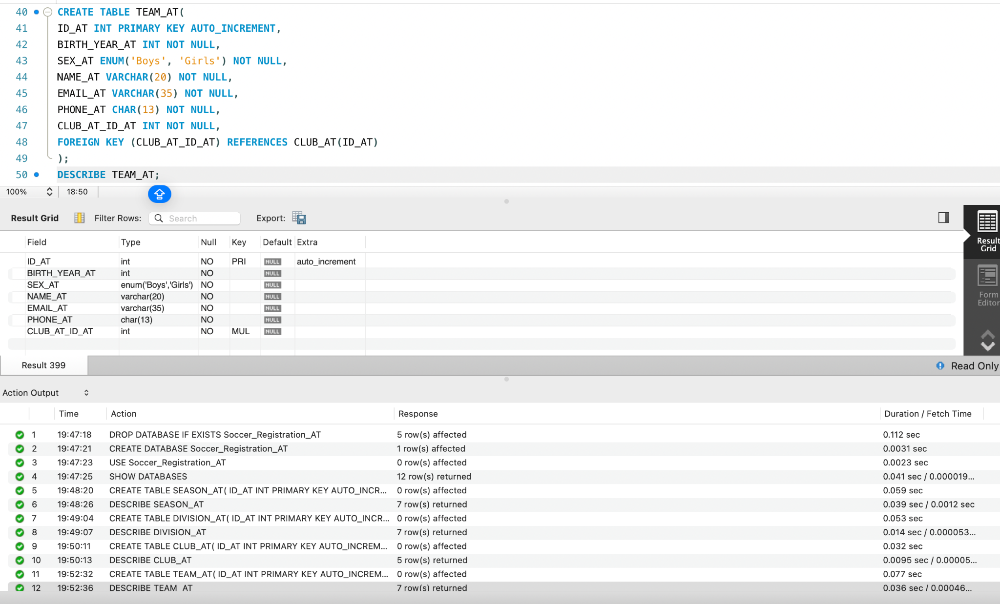 40 CREATE TABLE TEAM_AT(
41 ID_AT INT PRIMARY KEY AUTO_INCREMENT,
42 BIRTH_YEAR_AT INT NOT NULL,
43 SEX_AT ENUM('Boys', 'Girls') NOT NULL,
44 NAME_AT VARCHAR(20) NOT NULL,
45 EMAIL_AT VARCHAR(35) NOT NULL,
46 PHONE_AT CHAR(13) NOT NULL,
47 CLUB_AT_ID_AT INT NOT NULL,
48 FOREIGN KEY (CLUB_AT_ID_AT) REFERENCES CLUB_AT(ID_AT)
49 );
50 DESCRIBE TEAM_AT;
100% 18:50
Result Grid Filter Rows: Search Export:
Result
Grid
Form
Editor
Field Type Null Key Default Extra
ID_AT int NO PRI NULL auto_increment
BIRTH_YEAR_AT int NO NULL
SEX_AT enum('Boys','Girls') NO NULL
NAME_AT varchar(20) NO NULL
EMAIL_AT varchar(35) NO NULL
PHONE_AT char(13) NO NULL
CLUB_AT_ID_AT int NO MUL NULL
Result 399 Read Only
Action Output
Time Action Response Duration / Fetch Time
1 19:47:18 DROP DATABASE IF EXISTS Soccer_Registration_AT 5 row(s) affected 0.112 sec
2 19:47:21 CREATE DATABASE Soccer_Registration_AT 1 row(s) affected 0.0031 sec
3 19:47:23 USE Soccer_Registration_AT 0 row(s) affected 0.0023 sec
4 19:47:25 SHOW DATABASES 12 row(s) returned 0.041 sec / 0.000019...
5 19:48:20 CREATE TABLE SEASON_AT( ID_AT INT PRIMARY KEY AUTO_INCR... 0 row(s) affected 0.059 sec
6 19:48:26 DESCRIBE SEASON_AT 7 row(s) returned 0.039 sec / 0.0012 sec
7 19:49:04 CREATE TABLE DIVISION_AT( ID_AT INT PRIMARY KEY AUTO_INCR... 0 row(s) affected 0.053 sec
8 19:49:07 DESCRIBE DIVISION_AT 7 row(s) returned 0.014 sec / 0.000053...
9 19:50:11 CREATE TABLE CLUB_AT( ID_AT INT PRIMARY KEY AUTO_INCREM... 0 row(s) affected 0.032 sec
10 19:50:13 DESCRIBE CLUB_AT 5 row(s) returned 0.0095 sec / 0.00005...
11 19:52:32 CREATE TABLE TEAM_AT( ID_AT INT PRIMARY KEY AUTO_INCREM... 0 row(s) affected 0.077 sec
12 19:52:36 DESCRIBE TEAM_AT 7 row(s) returned 0.036 sec / 0.00046...